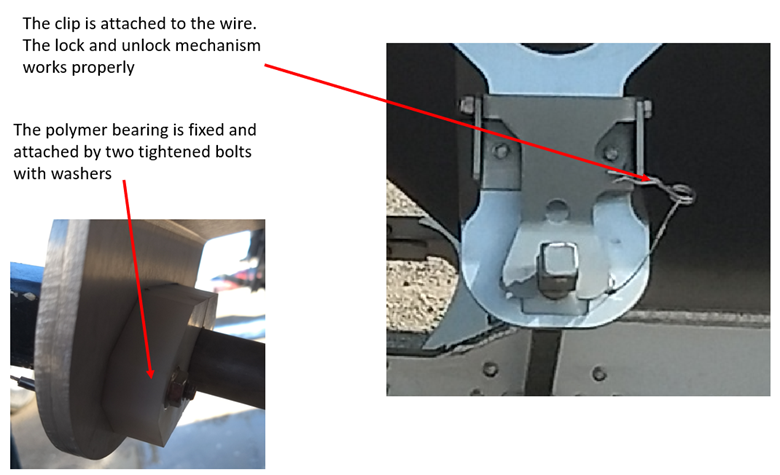 The clip is attached to the wire.
The lock and unlock mechanism
works properly
The polymer bearing is fixed and
attached by two tightened bolts
with washers